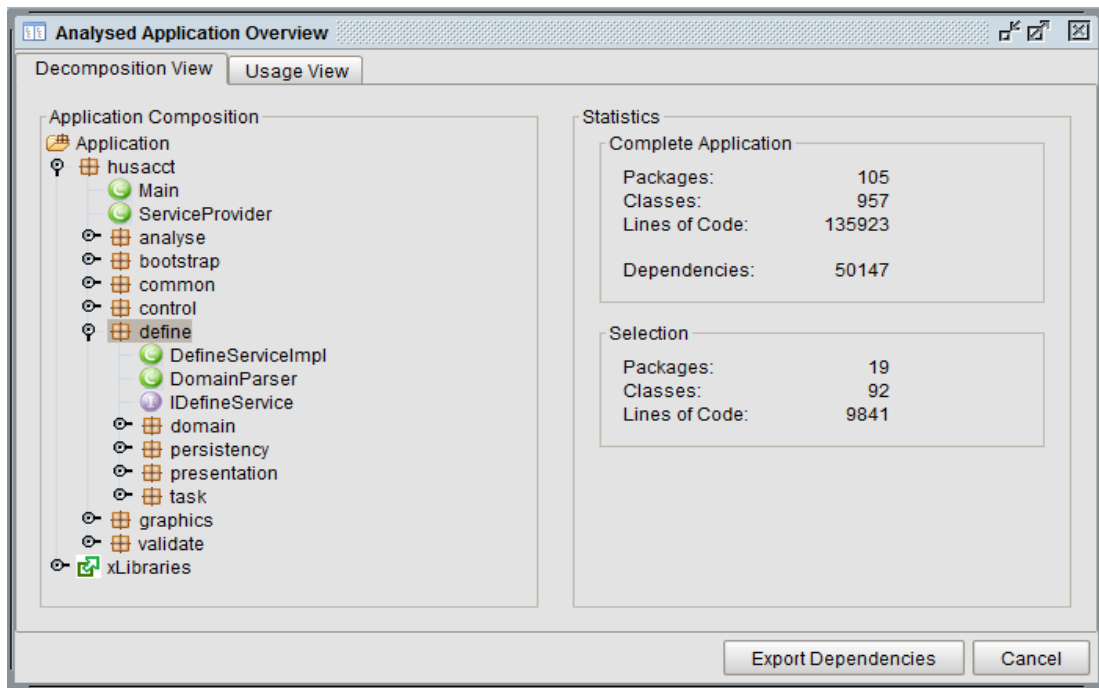 Analysed Application Overview
Decomposition View
Usage View
Application Composition
Application
husacct
Main
ServiceProvider
analyse
bootstrap
common
control
define
DefineServiceImpl
DomainParser
IDefineService
domain
persistency
presentation
task
graphics
validate
xLibraries
Statistics
Complete Application
Packages: 105
Classes: 957
Lines of Code: 135923
Dependencies: 50147
Selection
Packages: 19
Classes: 92
Lines of Code: 9841
Export Dependencies
Cancel